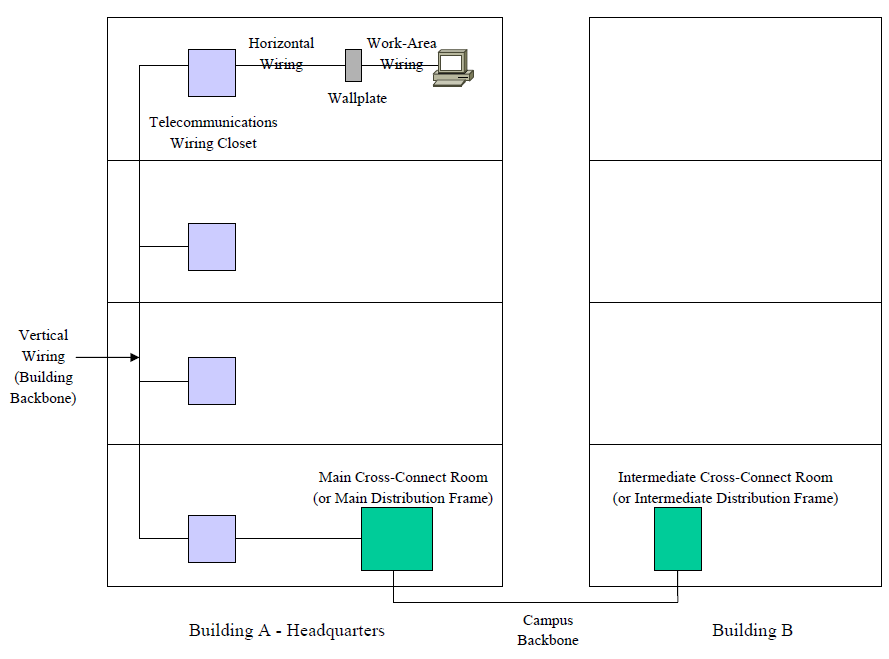 Horizontal
Wiring
Work-Area
Wiring
Wallplate
Telecommunications
Wiring Closet
Vertical
Wiring
(Building
Backbone)
Main Cross-Connect Room
(or Main Distribution Frame)
Intermediate Cross-Connect Room
(or Intermediate Distribution Frame)
Building A - Headquarters
Campus
Backbone
Building B